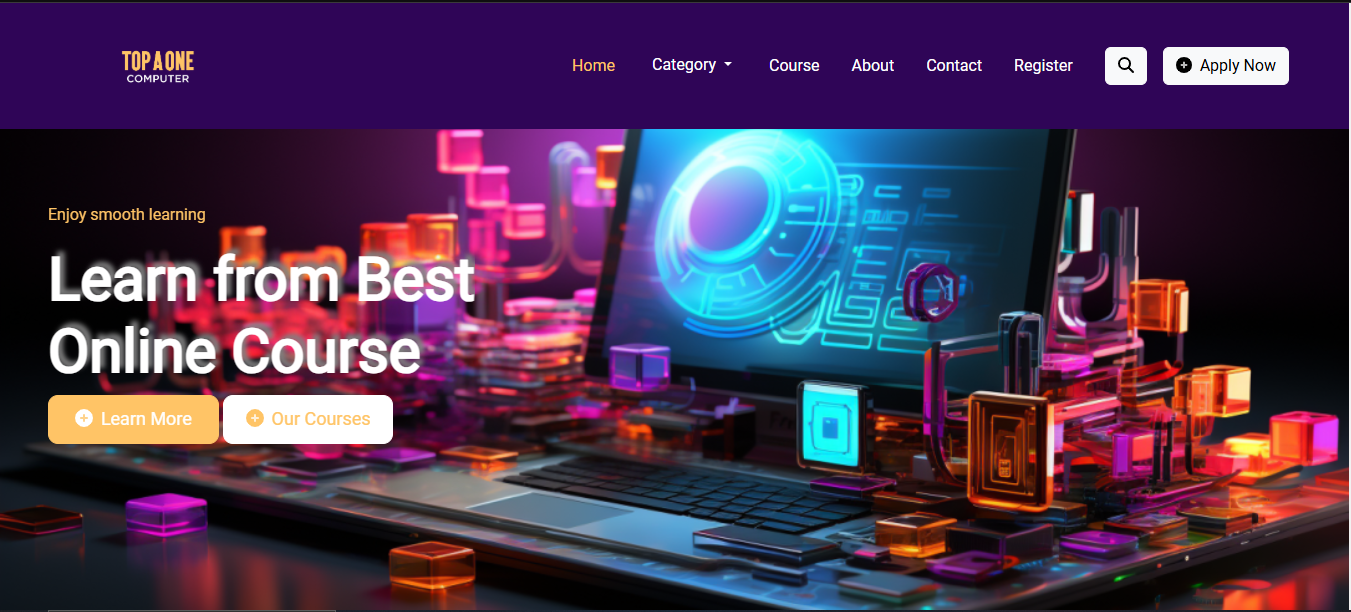 TOP A ONE
COMPUTER
Home
Category
Course
About
Contact
Register
Apply Now
Enjoy smooth learning
Learn from Best
Online Course
Learn More
Our Courses